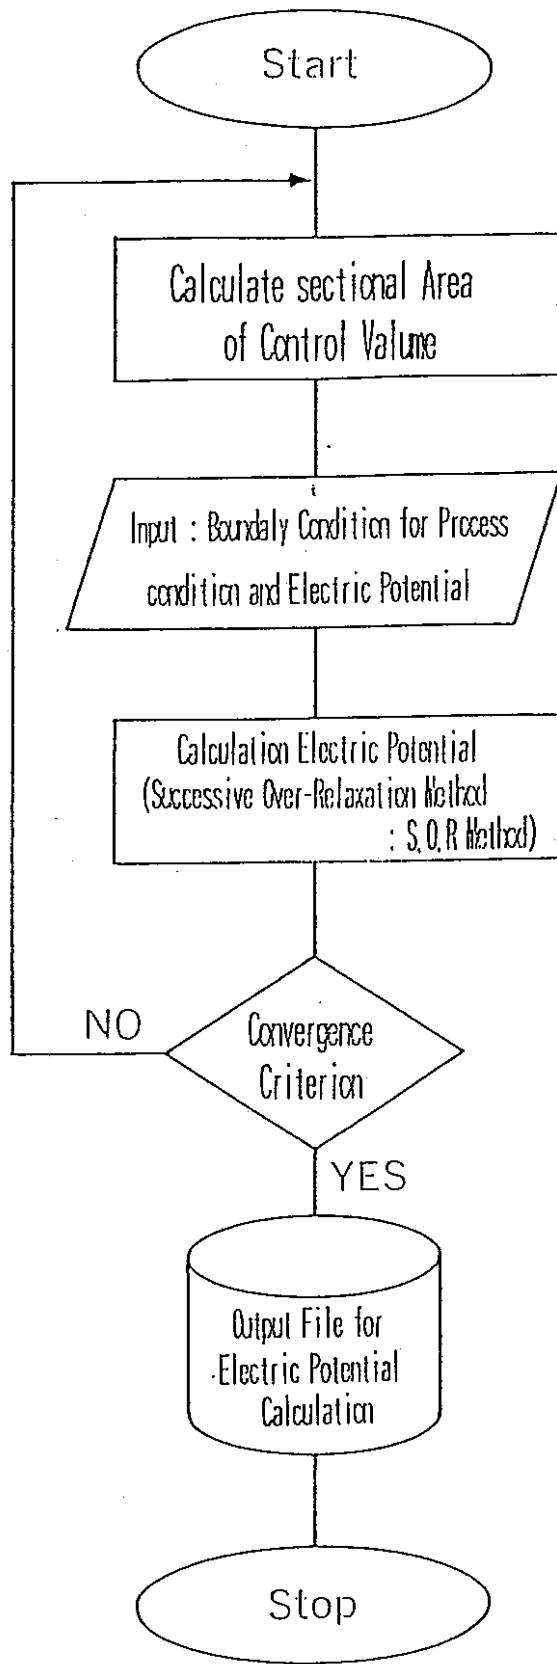 Start
Calculate sectional Area
of Control Valume
Input : Boundaly Condition for Process
condition and Electric Potential
Calculation Electric Potential
(Successive Over-Relaxation Method
: S, O, R Method)
NO
Convergence
Criterion
YES
Output File for
Electric Potential
Calculation
Stop